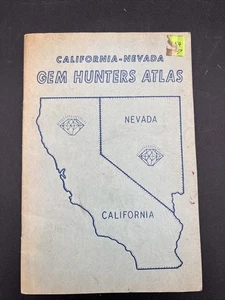 CALIFORNIA-NEVADA
GEM HUNTERS ATLAS
NEVADA
CALIFORNIA